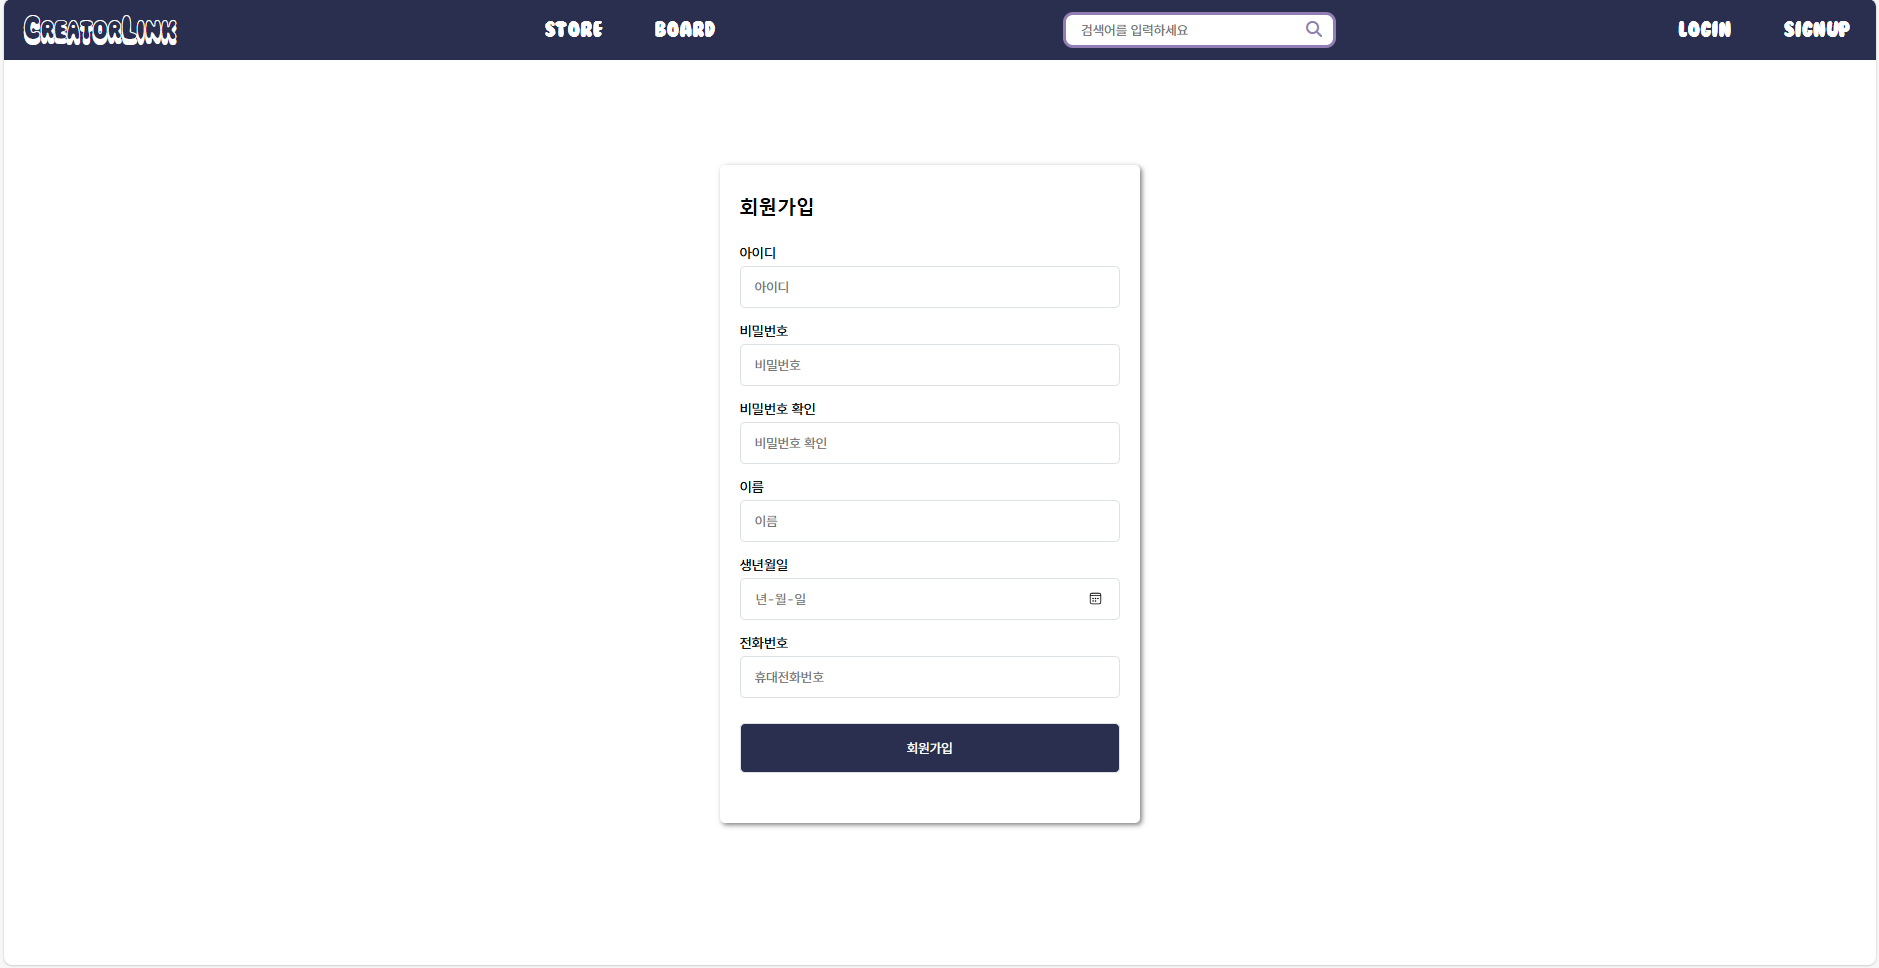 CREATORLINK
STORE
BOARD
검색어를 입력하세요
LOGIN
SIGNUP
회원가입
아이디
아이디
비밀번호
비밀번호
비밀번호 확인
비밀번호 확인
이름
이름
생년월일
년-월-일
전화번호
휴대전화번호
회원가입